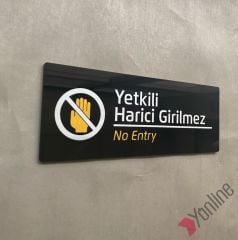 Yetkili
Harici Girilmez
No Entry
Yonline